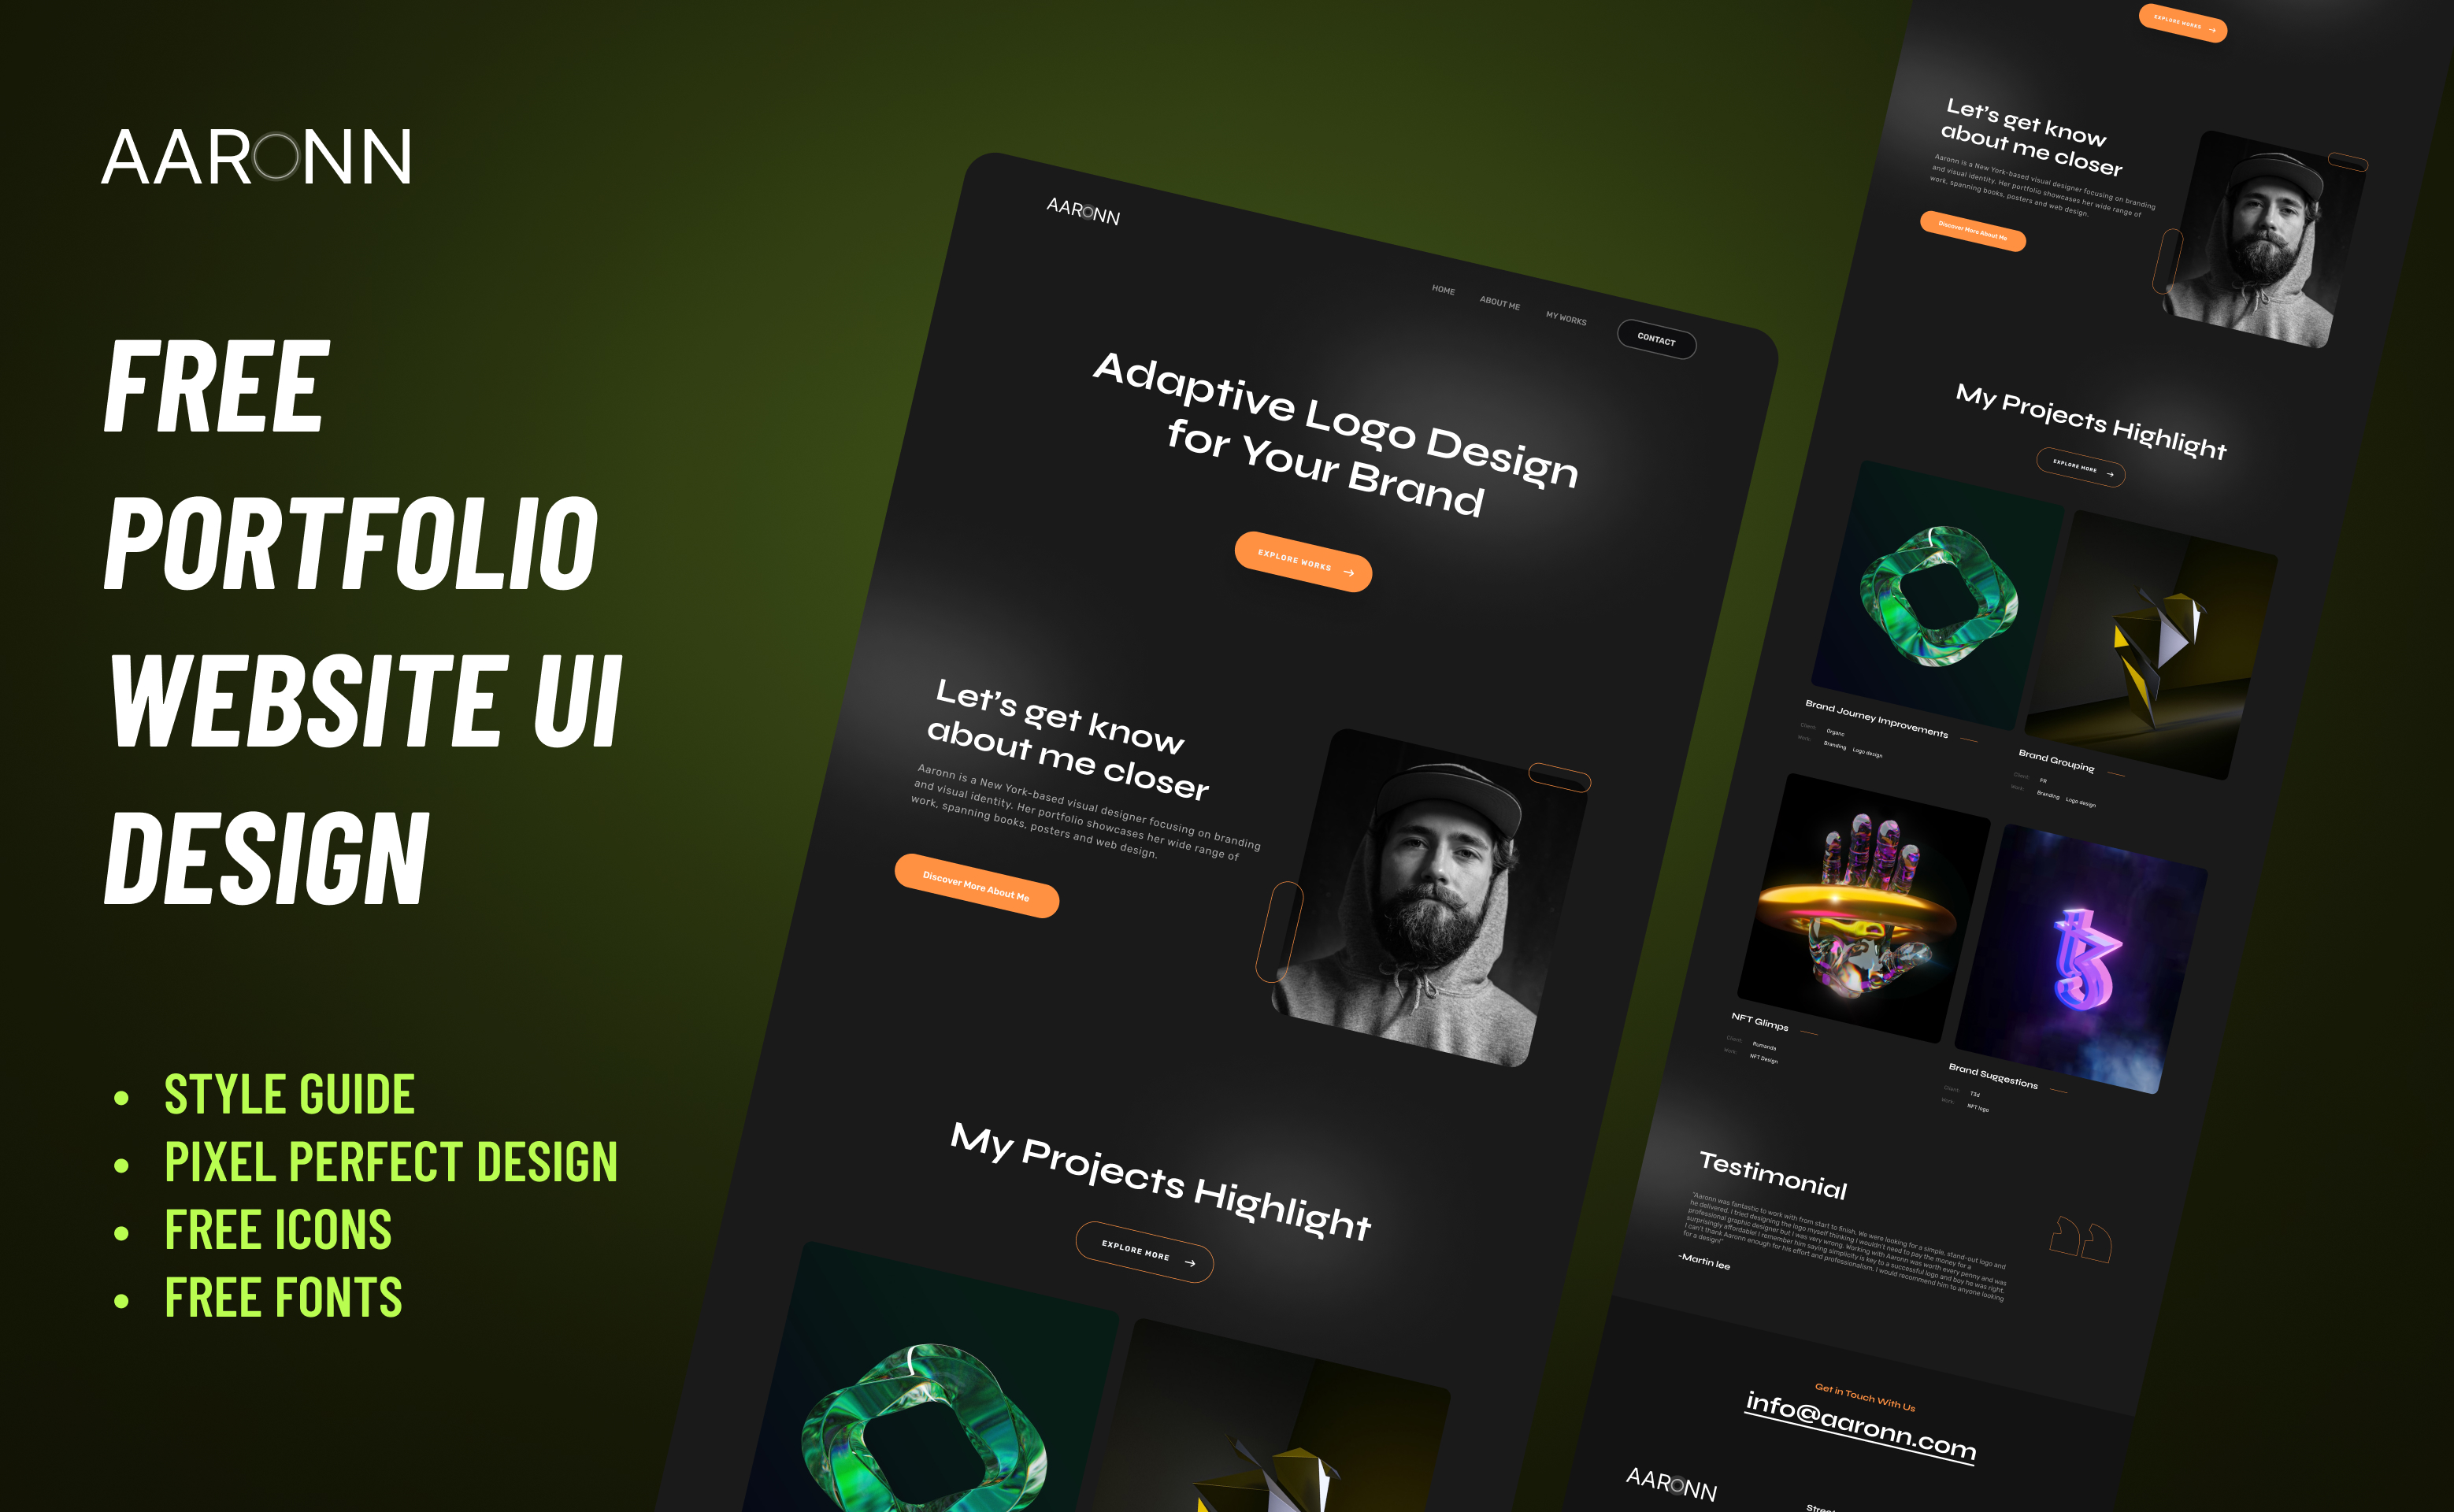 AARONN
FREE
PORTFOLIO
WEBSITE UI
DESIGN
• STYLE GUIDE
• PIXEL PERFECT DESIGN
• FREE ICONS
• FREE FONTS
AARONN
HOME
ABOUT ME
MY WORKS
CONTACT
Adaptive Logo Design
for Your Brand
EXPLORE WORKS →
Let's get know
about me closer
Aaronn is a New York-based visual designer focusing on branding
and visual identity. Her portfolio showcases her wide range of
work, spanning books, posters and web design.
Discover More About Me
My Projects Highlight
EXPLORE MORE →
EXPLORE WORKS →
Let's get know
about me closer
Aaronn is a New York-based visual designer focusing on branding
and visual identity. Her portfolio showcases her wide range of
work, spanning books, posters and web design.
Discover More About Me
My Projects Highlight
EXPLORE MORE →
Brand Journey Improvements
Client: Organc
Work: Branding Logo design
Brand Grouping
Client: FR
Work: Branding Logo design
NFT Glimps
Client: Rumanda
Work: NFT Design
Brand Suggestions
Client: T3d
Work: NFT logo
Testimonial
"Aaronn was fantastic to work with from start to finish. We were looking for a simple, stand-out logo and
he delivered. I tried designing the logo myself thinking I wouldn't need to pay the money for a
professional graphic designer but I was very wrong. Working with Aaronn was worth every penny and was
surprisingly affordable! I remember him saying simplicity is key to a successful logo and boy he was right.
I can't thank Aaronn enough for his effort and professionalism. I would recommend him to anyone looking
for a design!"
-Martin lee
Get in Touch With Us
info@aaronn.com
AARONN